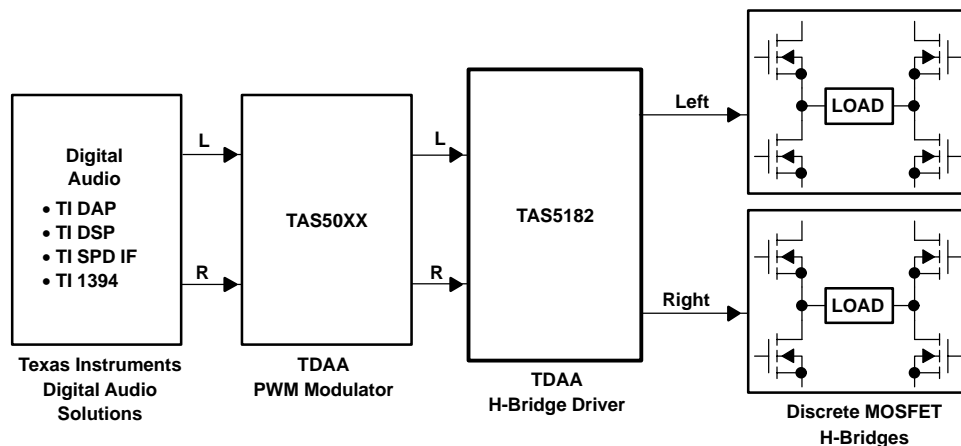 Digital
Audio
• TI DAP
• TI DSP
• TI SPD IF
• TI 1394
L
R
Texas Instruments
Digital Audio
Solutions
TAS50XX
TDAA
PWM Modulator
L
R
TAS5182
TDAA
H-Bridge Driver
Left
Right
LOAD
LOAD
Discrete MOSFET
H-Bridges